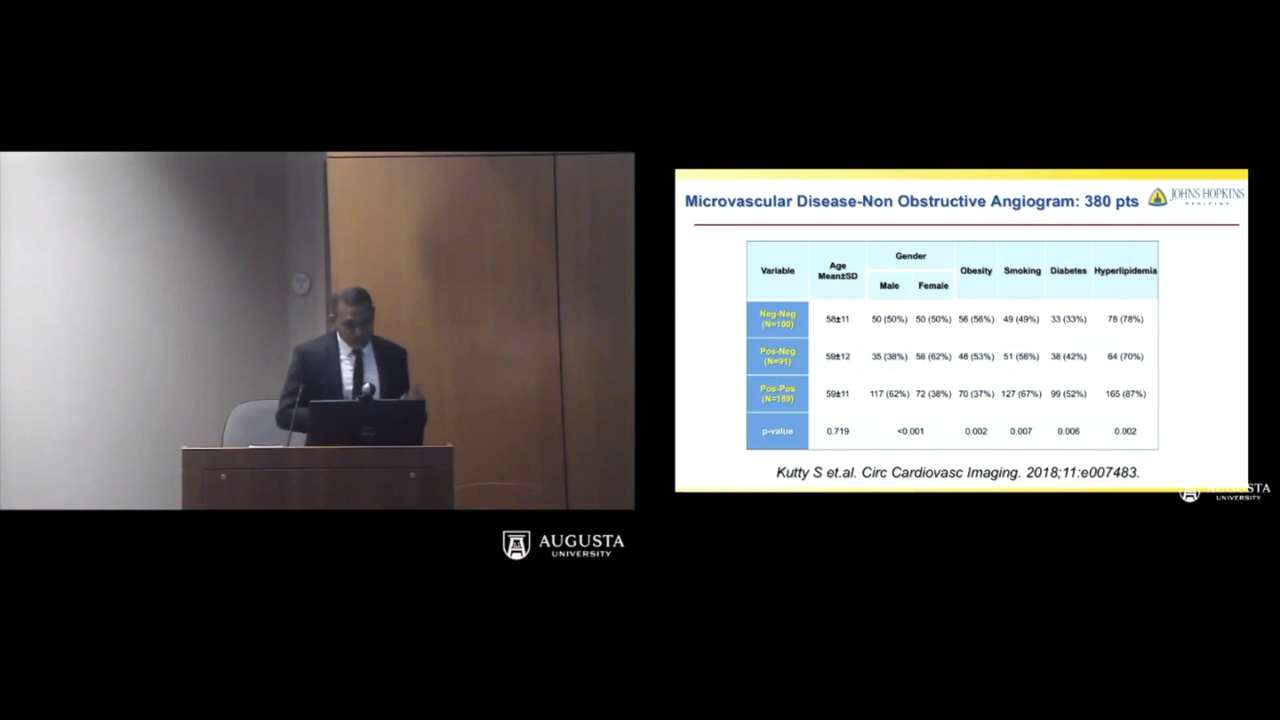 Microvascular Disease-Non Obstructive Angiogram: 380 pts
JOHNS HOPKINS
MEDICINE
Variable
Age
Mean±SD
Gender
Male
Female
Obesity
Smoking
Diabetes
Hyperlipidemia
Neg-Neg
(N=100)
58±11
50 (50%)
50 (50%)
56 (56%)
49 (49%)
33 (33%)
78 (78%)
Pos-Neg
(N=91)
59±12
35 (38%)
56 (62%)
48 (53%)
51 (56%)
38 (42%)
64 (70%)
Pos-Pos
(N=189)
59±11
117 (62%)
72 (38%)
70 (37%)
127 (67%)
99 (52%)
165 (87%)
p-value
0.719
<0.001
0.002
0.007
0.006
0.002
Kutty S et.al. Circ Cardiovasc Imaging. 2018;11:e007483.
AUGUSTA
UNIVERSITY
AUGUSTA
UNIVERSITY